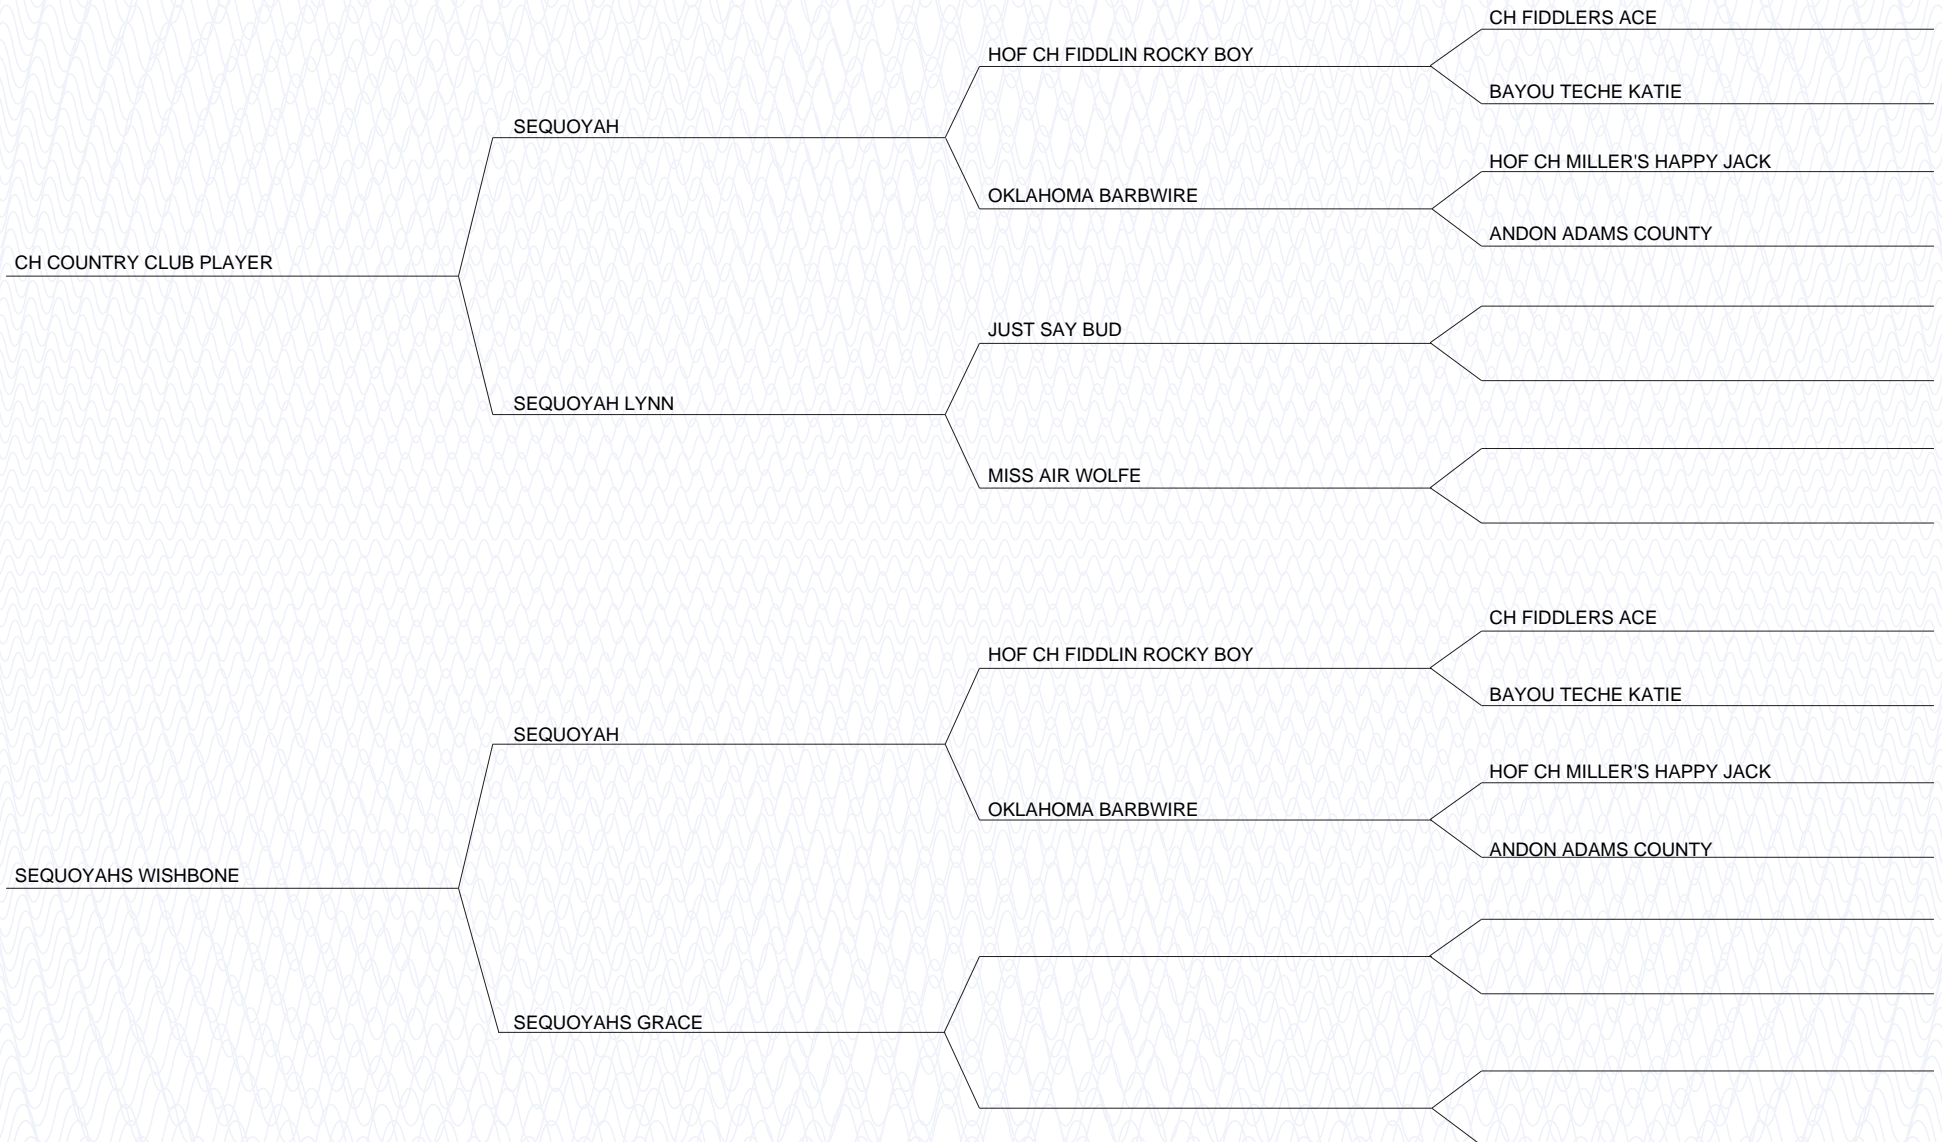 CH FIDDLERS ACE
HOF CH FIDDLIN ROCKY BOY
BAYOU TECHE KATIE
SEQUOYAH
HOF CH MILLER'S HAPPY JACK
OKLAHOMA BARBWIRE
ANDON ADAMS COUNTY
CH COUNTRY CLUB PLAYER
JUST SAY BUD
SEQUOYAH LYNN
MISS AIR WOLFE
CH FIDDLERS ACE
HOF CH FIDDLIN ROCKY BOY
BAYOU TECHE KATIE
SEQUOYAH
HOF CH MILLER'S HAPPY JACK
OKLAHOMA BARBWIRE
ANDON ADAMS COUNTY
SEQUOYAHS WISHBONE
SEQUOYAHS GRACE